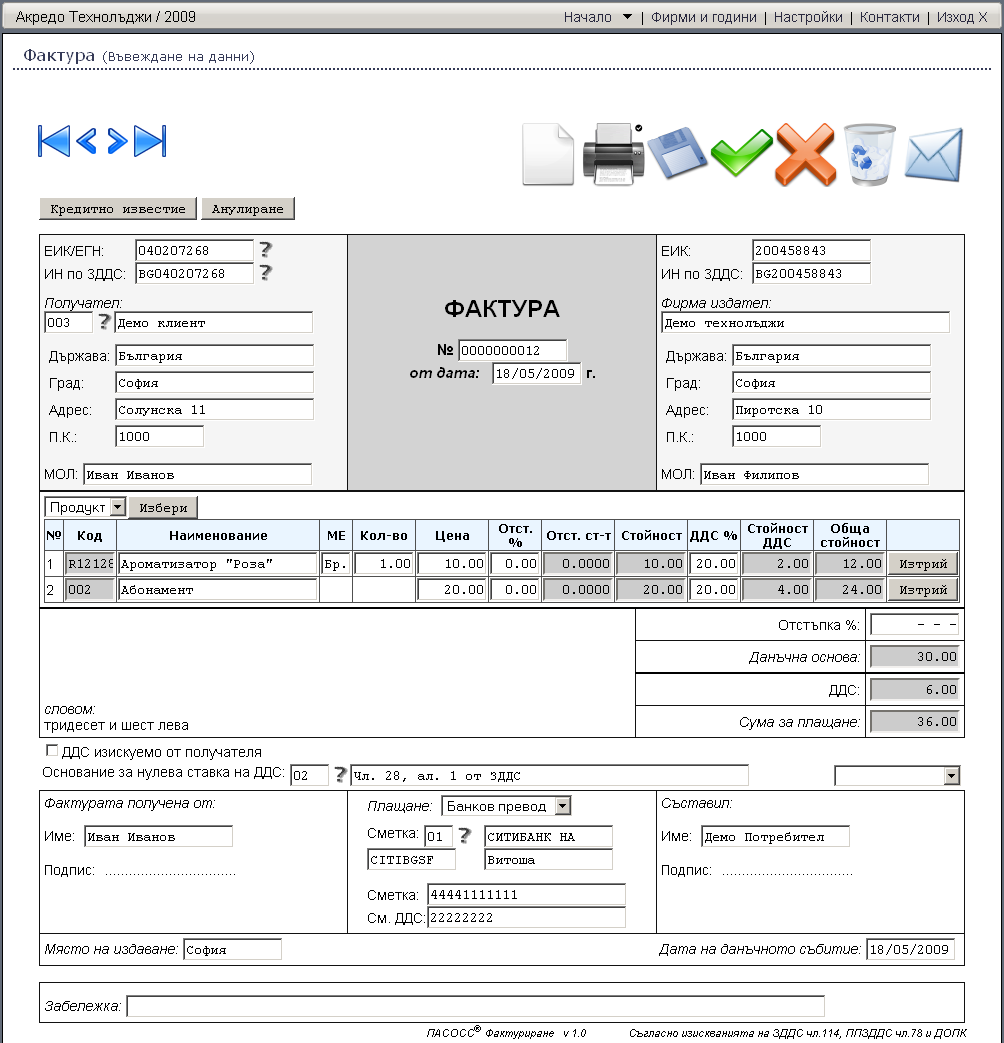 Акредо Технолъджи / 2009
Начало | Фирми и години | Настройки | Контакти | Изход X
Фактура (Въвеждане на данни)
Кредитно известие Анулиране
ЕИК/ЕГН: 040207268 ?
ИН по ЗДДС: BG040207268 ?
Получател:
003 ? Демо клиент
Държава: България
Град: София
Адрес: Солунска 11
П.К.: 1000
МОЛ: Иван Иванов
ФАКТУРА
№ 0000000012
от дата: 18/05/2009 г.
ЕИК: 200458843
ИН по ЗДДС: BG200458843
Фирма издател:
Демо технолъджи
Държава: България
Град: София
Адрес: Пиротска 10
П.К.: 1000
МОЛ: Иван Филипов
Продукт Избери
№ Код Наименование МЕ Кол-во Цена Отст. % Отст. ст-т Стойност ДДС % Стойност ДДС Обща стойност
1 R12128 Ароматизатор "Роза" Бр. 1.00 10.00 0.00 0.0000 10.00 20.00 2.00 12.00 Изтрий
2 002 Абонамент 20.00 0.00 0.0000 20.00 20.00 4.00 24.00 Изтрий
Отстъпка %: - - -
Данъчна основа: 30.00
ДДС: 6.00
Сума за плащане: 36.00
словом:
тридесет и шест лева
ДДС изискуемо от получателя
Основание за нулева ставка на ДДС: 02 ? Чл. 28, ал. 1 от ЗДДС
Фактурата получена от:
Име: Иван Иванов
Подпис: ..................................
Плащане: Банков превод
Сметка: 01 ? СИТИБАНК НА
CITIBGSF Витоша
Сметка: 44441111111
См. ДДС: 22222222
Съставил:
Име: Демо Потребител
Подпис: ..................................
Място на издаване: София
Дата на данъчното събитие: 18/05/2009
Забележка:
ПАСОСС® Фактуриране v 1.0 Съгласно изискванията на ЗДДС чл.114, ППЗДДС чл.78 и ДОПК